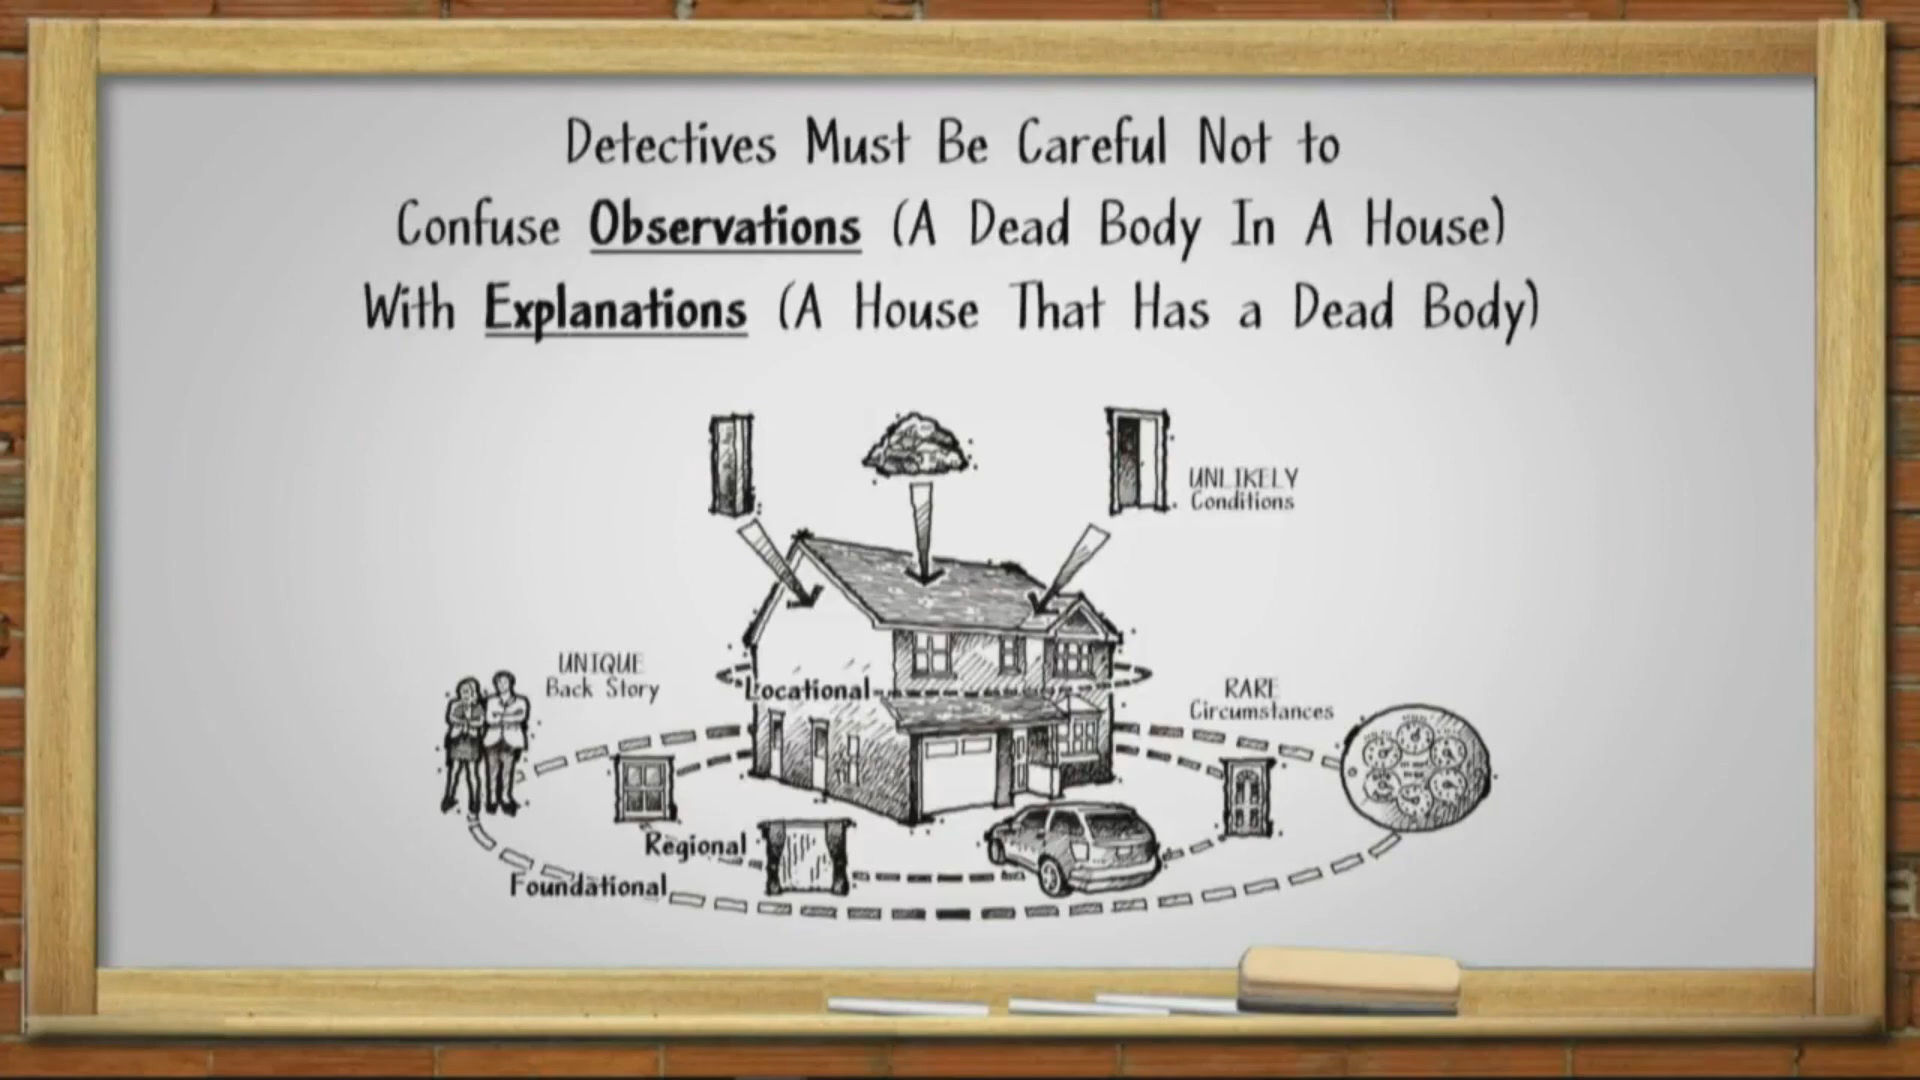 Detectives Must Be Careful Not to
Confuse Observations (A Dead Body In A House)
With Explanations (A House That Has a Dead Body)
UNLIKELY
Conditions
UNIQUE
Back Story
Locational
RARE
Circumstances
Regional
Foundational